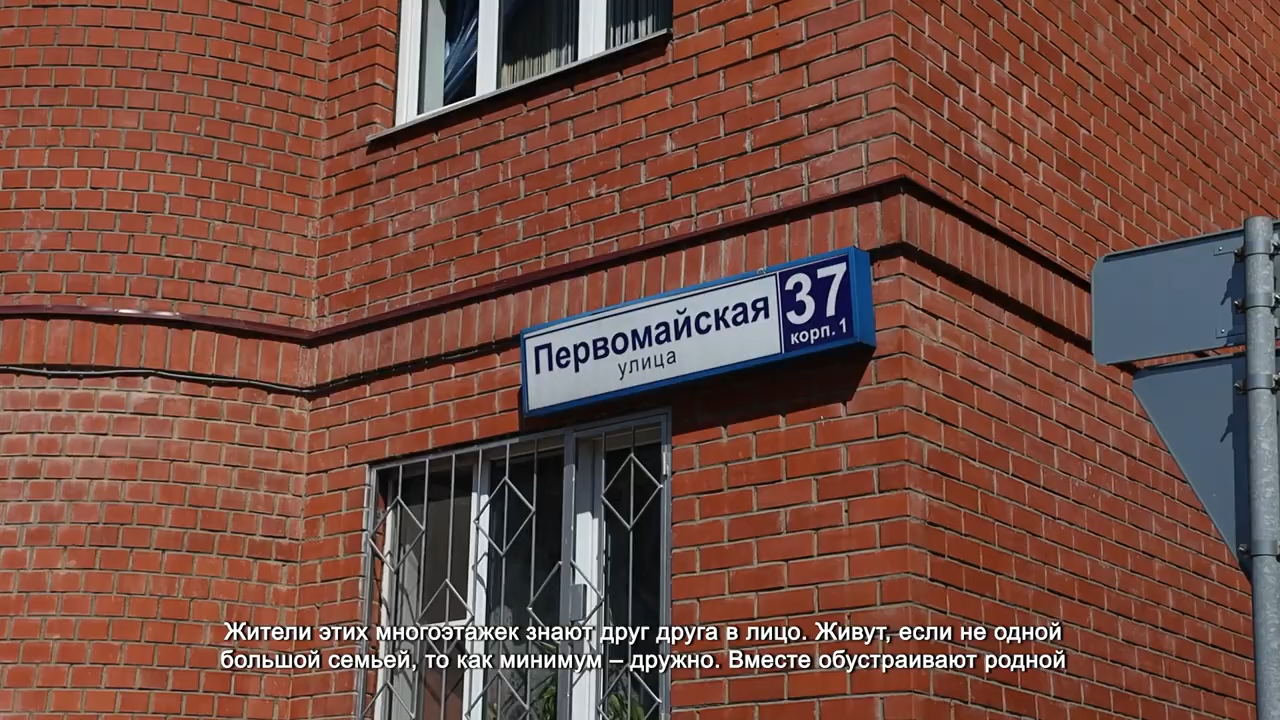 Первомайская
улица
37
корп. 1
Жители этих многоэтажек знают друг друга в лицо. Живут, если не одной
большой семьей, то как минимум – дружно. Вместе обустраивают родной